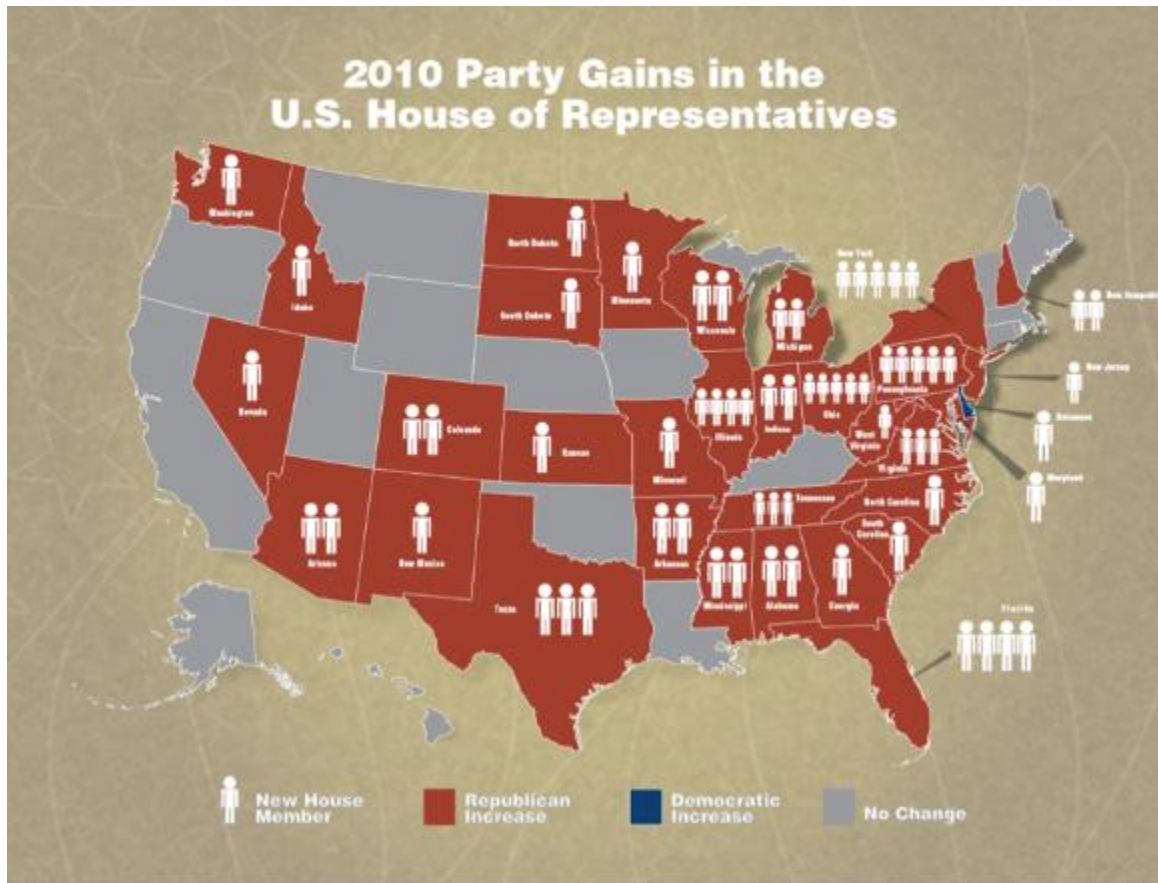 2010 Party Gains in the
U.S. House of Representatives
Washington
Idaho
North Dakota
South Dakota
Minnesota
Wisconsin
Michigan
New York
New Hampshire
Nevada
Colorado
Kansas
Missouri
Illinois
Indiana
Ohio
Pennsylvania
New Jersey
Delaware
Maryland
West
Virginia
Virginia
Arizona
New Mexico
Texas
Arkansas
Tennessee
North Carolina
South
Carolina
Mississippi
Alabama
Georgia
Florida
New House
Member
Republican
Increase
Democratic
Increase
No Change